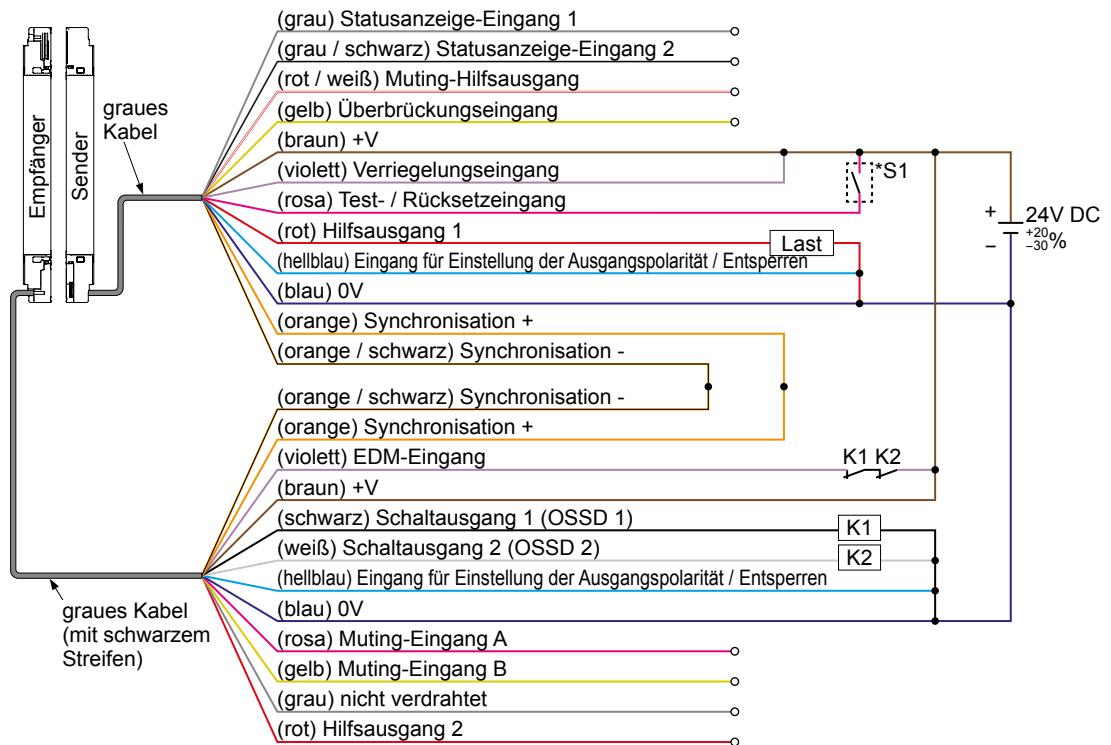 (grau) Statusanzeige-Eingang 1
(grau / schwarz) Statusanzeige-Eingang 2
(rot / weiß) Muting-Hilfsausgang
(gelb) Überbrückungseingang
(braun) +V
(violett) Verriegelungseingang
(rosa) Test- / Rücksetzeingang
(rot) Hilfsausgang 1
(hellblau) Eingang für Einstellung der Ausgangspolarität / Entsperren
(blau) 0V
(orange) Synchronisation +
(orange / schwarz) Synchronisation -
(orange / schwarz) Synchronisation -
(orange) Synchronisation +
(violett) EDM-Eingang
(braun) +V
(schwarz) Schaltausgang 1 (OSSD 1)
(weiß) Schaltausgang 2 (OSSD 2)
(hellblau) Eingang für Einstellung der Ausgangspolarität / Entsperren
(blau) 0V
(rosa) Muting-Eingang A
(gelb) Muting-Eingang B
(grau) nicht verdrahtet
(rot) Hilfsausgang 2
Empfänger
Sender
graues
Kabel
graues Kabel
(mit schwarzem
Streifen)
*S1
Last
+
−
24V DC
+20
−30 %
K1 K2
K1
K2